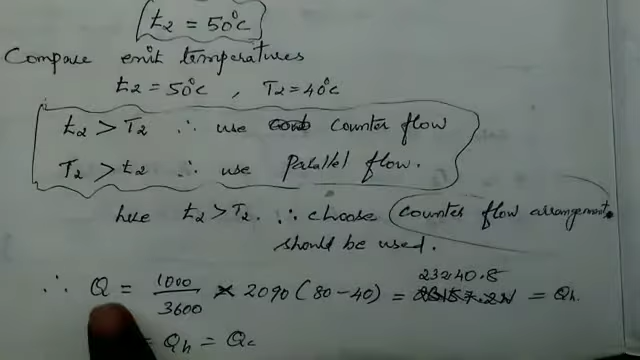 t2 = 50°C
Compare exit temperatures
t2 = 50°C , T2 = 40°C
t2 > T2 ∴ use counter flow
T2 > t2 ∴ use Parallel flow.
here t2 > T2. ∴ choose counter flow arrangement
should be used.
23240.8
∴ Q = 1000/3600 × 2090 (80-40) = = Qh.
= Qh = Qc